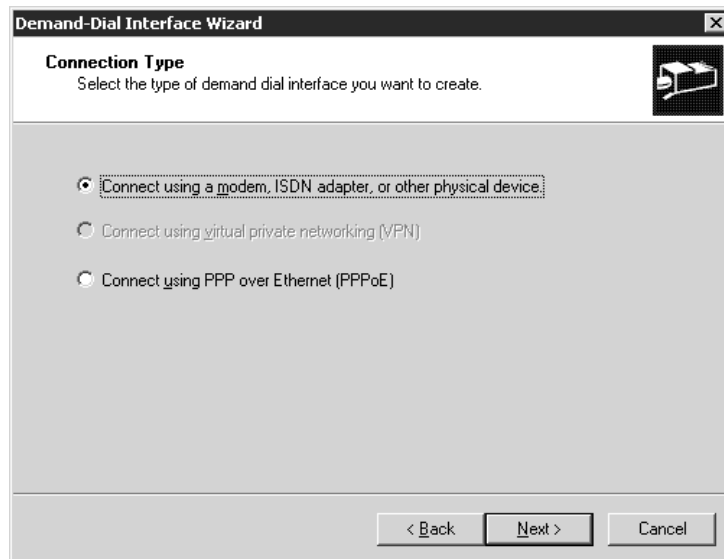 Demand-Dial Interface Wizard
Connection Type
Select the type of demand dial interface you want to create.
Connect using a modem, ISDN adapter, or other physical device.
Connect using virtual private networking (VPN)
Connect using PPP over Ethernet (PPPoE)
< Back Next > Cancel